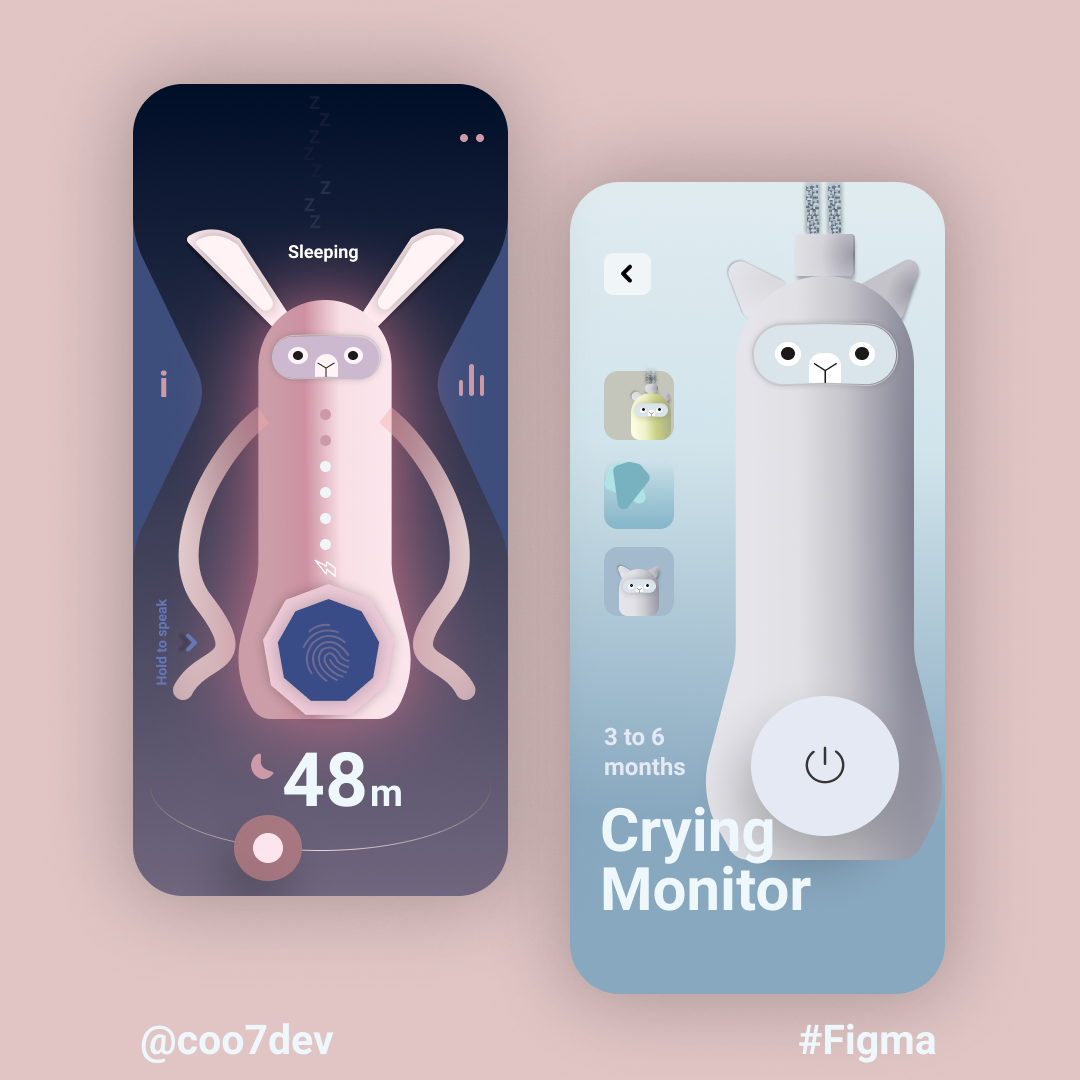 z
z
z
z
z
z
z
z
Sleeping
Hold to speak
48m
3 to 6
months
Crying
Monitor
@coo7dev
#Figma